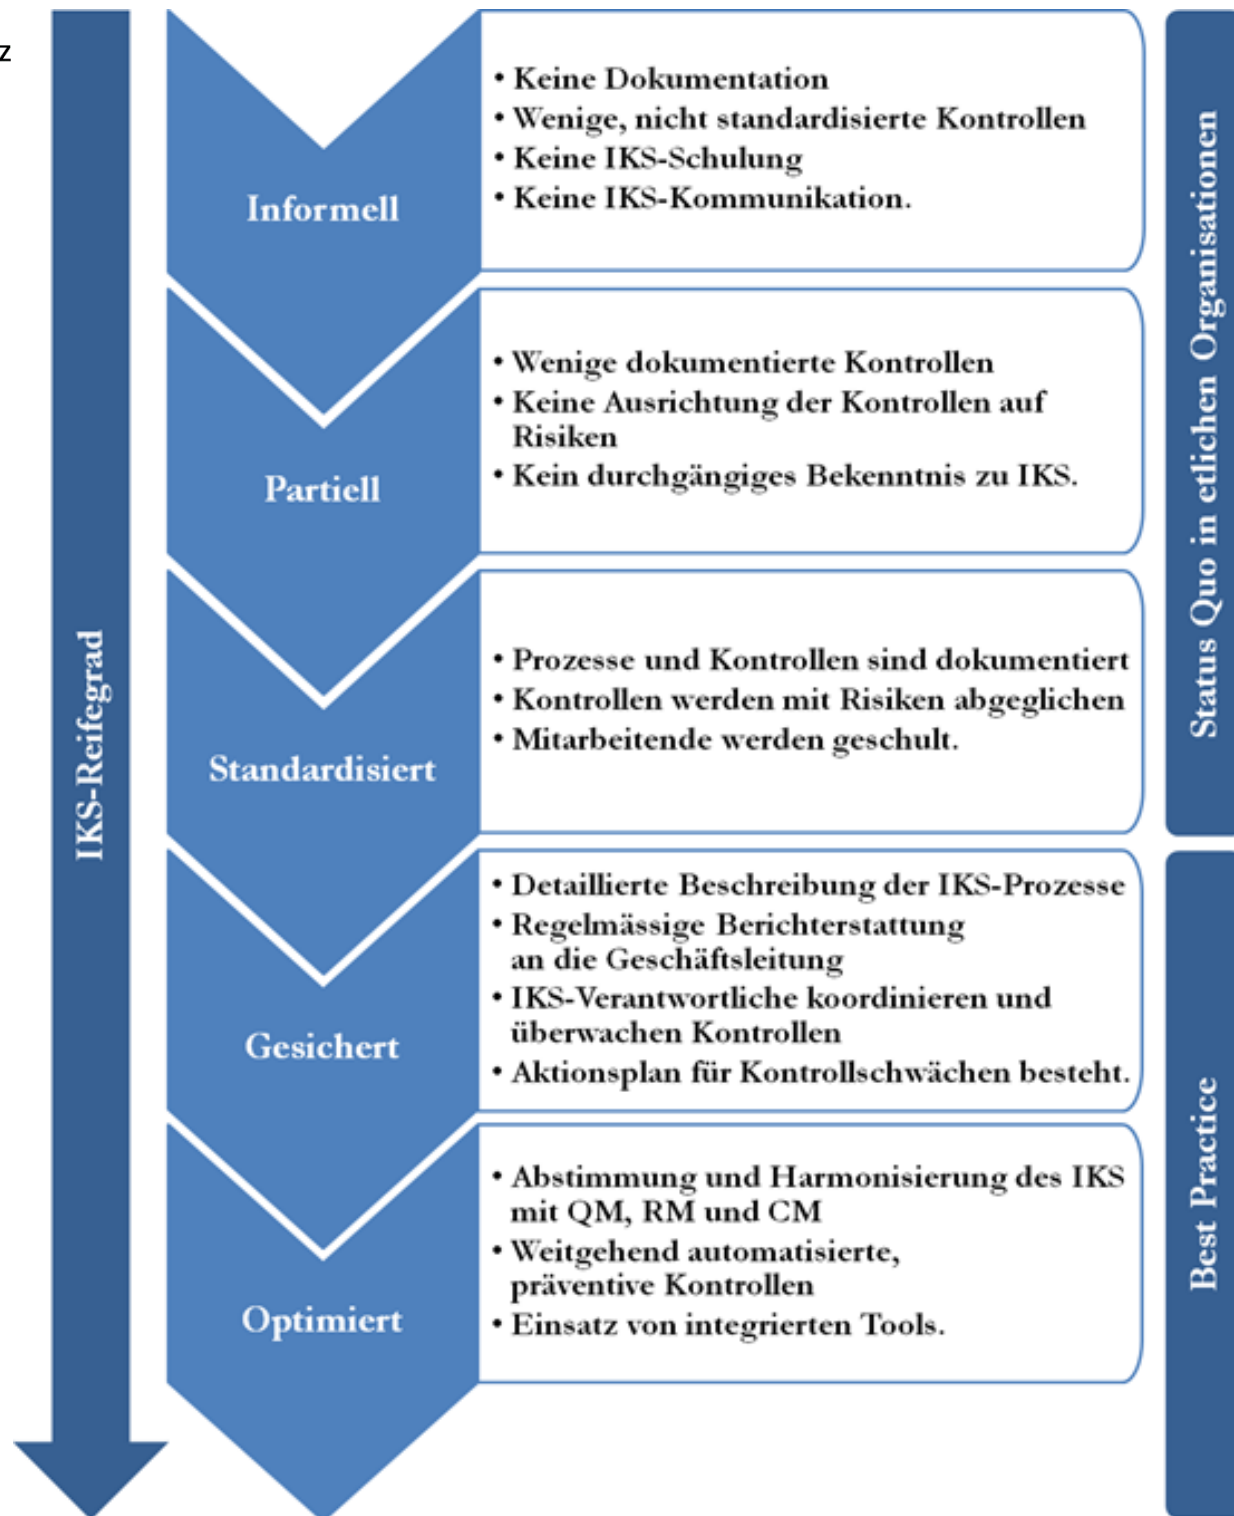 z
IKS-Reifegrad
Informell
• Keine Dokumentation
• Wenige, nicht standardisierte Kontrollen
• Keine IKS-Schulung
• Keine IKS-Kommunikation.
Partiell
• Wenige dokumentierte Kontrollen
• Keine Ausrichtung der Kontrollen auf
Risiken
• Kein durchgängiges Bekenntnis zu IKS.
Standardisiert
• Prozesse und Kontrollen sind dokumentiert
• Kontrollen werden mit Risiken abgeglichen
• Mitarbeitende werden geschult.
Gesichert
• Detaillierte Beschreibung der IKS-Prozesse
• Regelmässige Berichterstattung
an die Geschäftsleitung
• IKS-Verantwortliche koordinieren und
überwachen Kontrollen
• Aktionsplan für Kontrollschwächen besteht.
Optimiert
• Abstimmung und Harmonisierung des IKS
mit QM, RM und CM
• Weitgehend automatisierte,
präventive Kontrollen
• Einsatz von integrierten Tools.
Status Quo in etlichen Organisationen
Best Practice